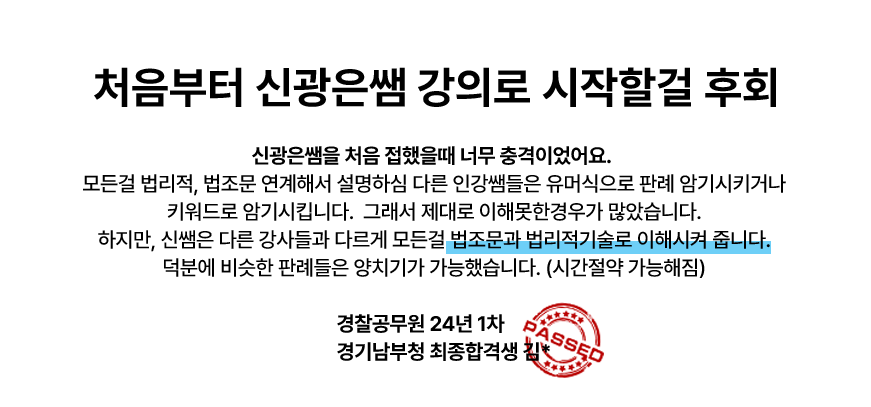 처음부터 신광은쌤 강의로 시작할걸 후회
신광은쌤을 처음 접했을때 너무 충격이었어요.
모든걸 법리적, 법조문 연계해서 설명하심 다른 인강쌤들은 유머식으로 판례 암기시키거나
키워드로 암기시킵니다. 그래서 제대로 이해못한경우가 많았습니다.
하지만, 신쌤은 다른 강사들과 다르게 모든걸 법조문과 법리적기술로 이해시켜 줍니다.
덕분에 비슷한 판례들은 양치기가 가능했습니다. (시간절약 가능해짐)
경찰공무원 24년 1차
경기남부청 최종합격생 김*
PASSED